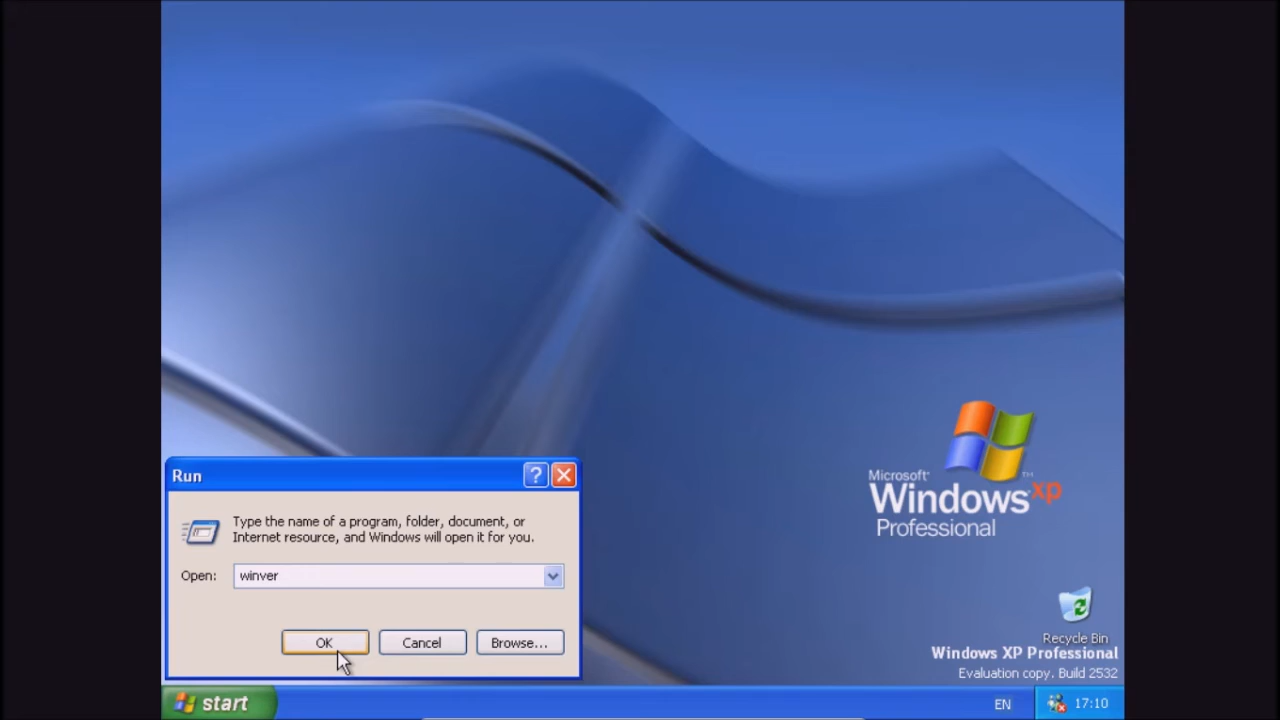 Microsoft
Windows xp
Professional
Run
Type the name of a program, folder, document, or
Internet resource, and Windows will open it for you.
Open: winver
OK Cancel Browse...
Recycle Bin
Windows XP Professional
Evaluation copy. Build 2532
start EN 17:10